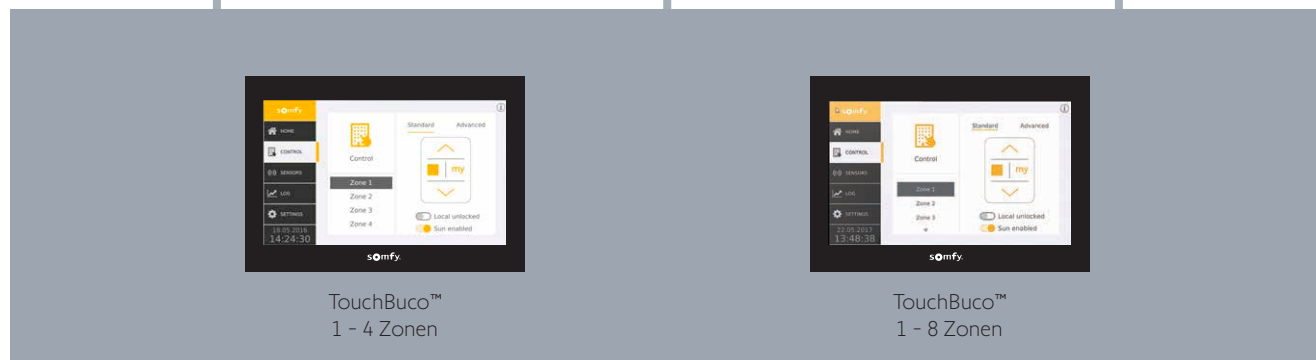 somfy
HOME
CONTROL
SENSORS
LOG
SETTINGS
18.05.2016
14:24:30
Control
Zone 1
Zone 2
Zone 3
Zone 4
Standard Advanced
my
Local unlocked
Sun enabled
somfy.
TouchBuco™
1 – 4 Zonen
somfy
HOME
CONTROL
SENSORS
LOG
SETTINGS
22.05.2017
13:48:38
Control
Zone 1
Zone 2
Zone 3
Standard Advanced
my
Local unlocked
Sun enabled
somfy.
TouchBuco™
1 – 8 Zonen